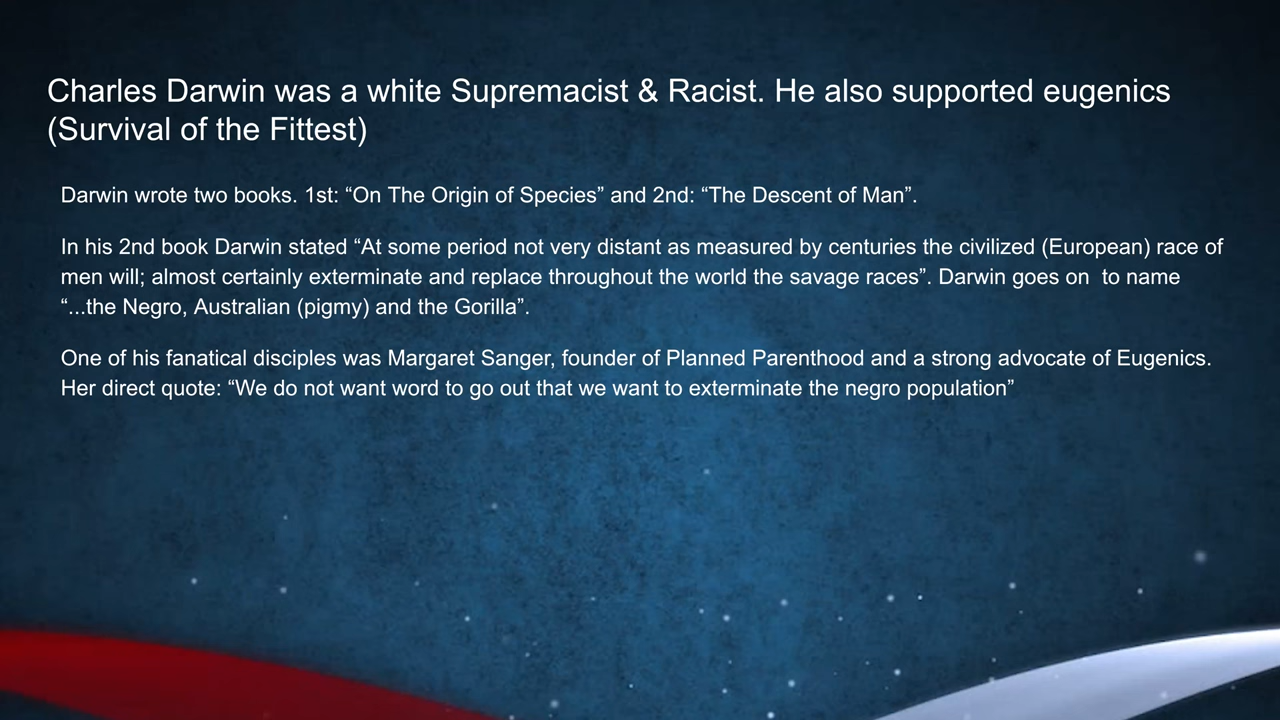 Charles Darwin was a white Supremacist & Racist. He also supported eugenics
(Survival of the Fittest)
Darwin wrote two books. 1st: “On The Origin of Species” and 2nd: “The Descent of Man”.
In his 2nd book Darwin stated “At some period not very distant as measured by centuries the civilized (European) race of
men will; almost certainly exterminate and replace throughout the world the savage races”. Darwin goes on  to name
“...the Negro, Australian (pigmy) and the Gorilla”.
One of his fanatical disciples was Margaret Sanger, founder of Planned Parenthood and a strong advocate of Eugenics.
Her direct quote: “We do not want word to go out that we want to exterminate the negro population”